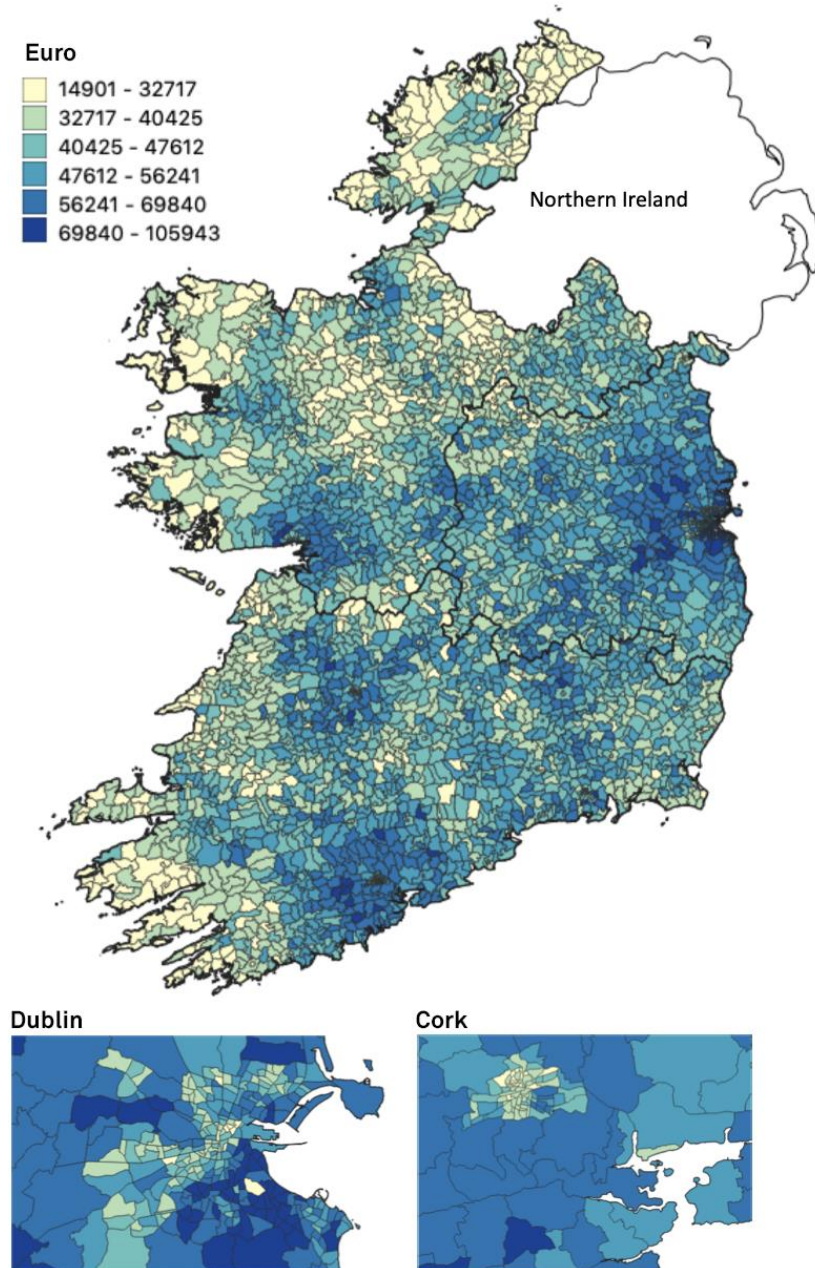 Euro
14901 - 32717
32717 - 40425
40425 - 47612
47612 - 56241
56241 - 69840
69840 - 105943
Northern Ireland
Dublin
Cork